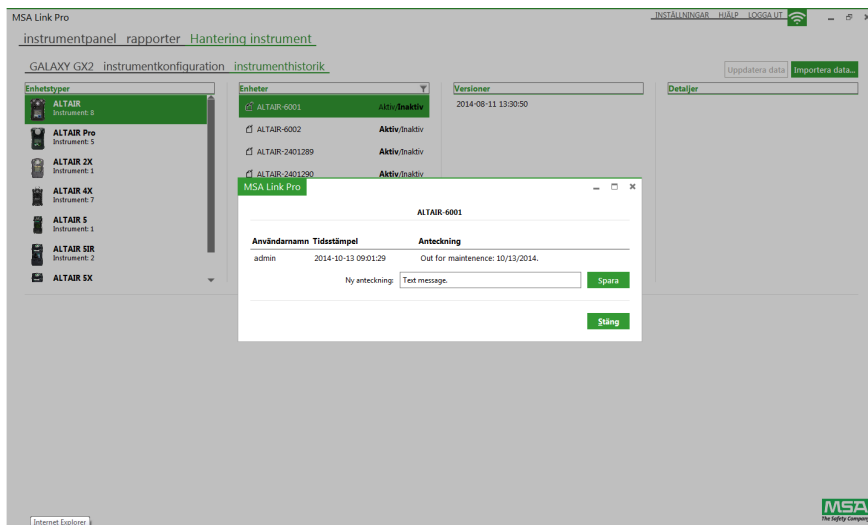 MSA Link Pro
INSTÄLLNINGAR HJÄLP LOGGA UT
instrumentpanel rapporter Hantering instrument
GALAXY GX2 instrumentkonfiguration instrumenthistorik
Uppdatera data Importera data...
Enhetstyper
Enheter
Versioner
Detaljer
ALTAIR
Instrument: 8
ALTAIR Pro
Instrument: 5
ALTAIR 2X
Instrument: 1
ALTAIR 4X
Instrument: 7
ALTAIR 5
Instrument: 1
ALTAIR 5IR
Instrument: 2
ALTAIR 5X
ALTAIR-6001 Aktiv/Inaktiv
ALTAIR-6002 Aktiv/Inaktiv
ALTAIR-2401289 Aktiv/Inaktiv
ALTAIR-2401290 Aktiv/Inaktiv
2014-08-11 13:30:50
MSA Link Pro
ALTAIR-6001
Användarnamn Tidsstämpel Anteckning
admin 2014-10-13 09:01:29 Out for maintenence: 10/13/2014.
Ny anteckning: Text message. Spara
Stäng
MSA
The Safety Company
Internet Explorer